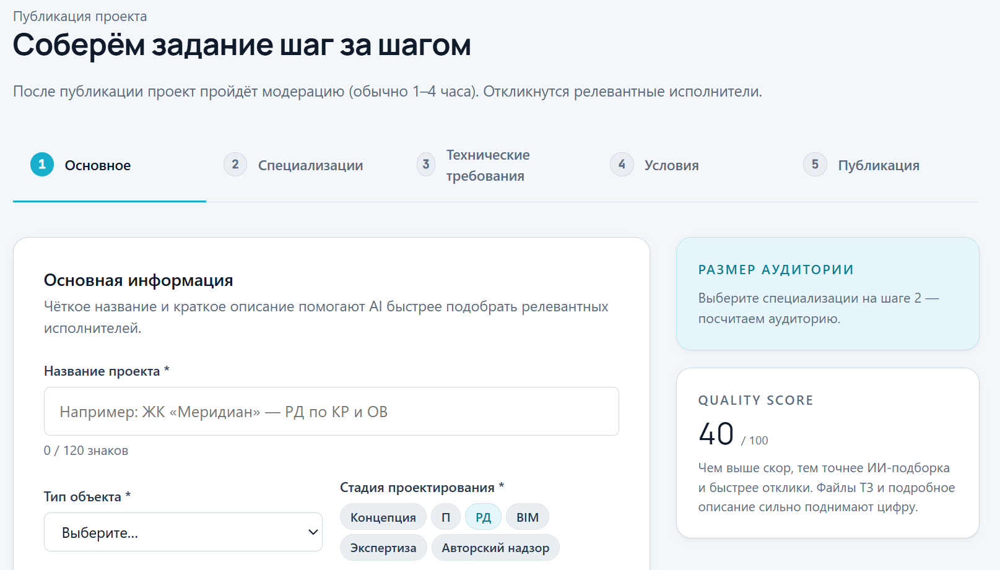 Публикация проекта
Соберём задание шаг за шагом
После публикации проект пройдёт модерацию (обычно 1–4 часа). Откликнутся релевантные исполнители.
1 Основное
2 Специализации
3 Технические
требования
4 Условия
5 Публикация
Основная информация
Чёткое название и краткое описание помогают AI быстрее подобрать релевантных
исполнителей.
Название проекта *
Например: ЖК «Меридиан» — РД по КР и ОВ
0 / 120 знаков
Тип объекта *
Выберите...
Стадия проектирования *
Концепция П РД BIM
Экспертиза Авторский надзор
РАЗМЕР АУДИТОРИИ
Выберите специализации на шаге 2 —
посчитаем аудиторию.
QUALITY SCORE
40 / 100
Чем выше скор, тем точнее ИИ-подборка
и быстрее отклики. Файлы ТЗ и подробное
описание сильно поднимают цифру.